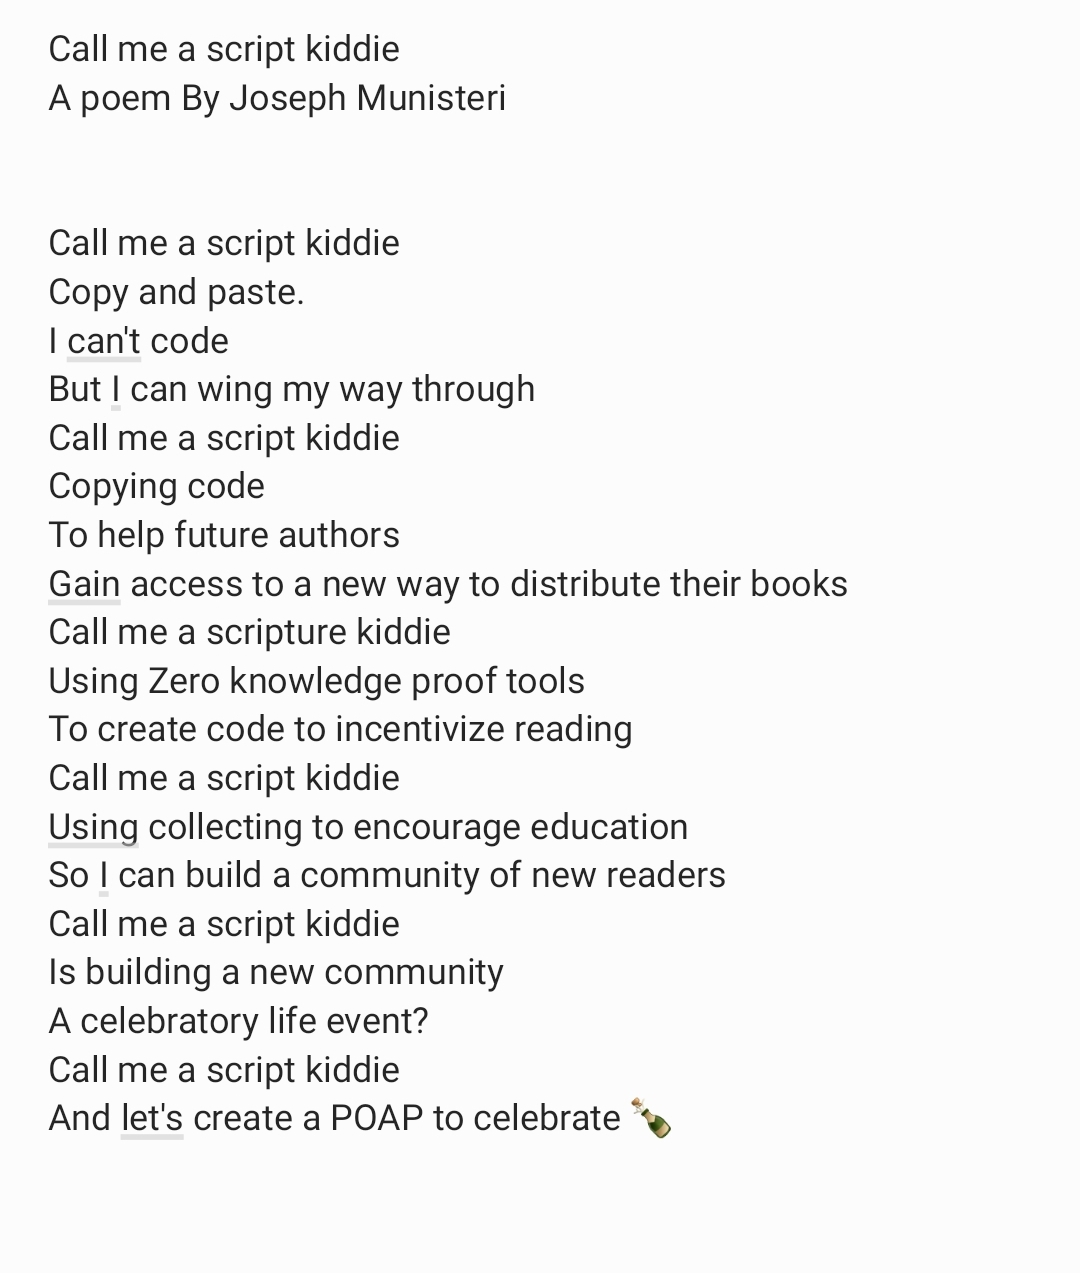 Call me a script kiddie
A poem By Joseph Munisteri
Call me a script kiddie
Copy and paste.
I can't code
But I can wing my way through
Call me a script kiddie
Copying code
To help future authors
Gain access to a new way to distribute their books
Call me a scripture kiddie
Using Zero knowledge proof tools
To create code to incentivize reading
Call me a script kiddie
Using collecting to encourage education
So I can build a community of new readers
Call me a script kiddie
Is building a new community
A celebratory life event?
Call me a script kiddie
And let's create a POAP to celebrate 🍾